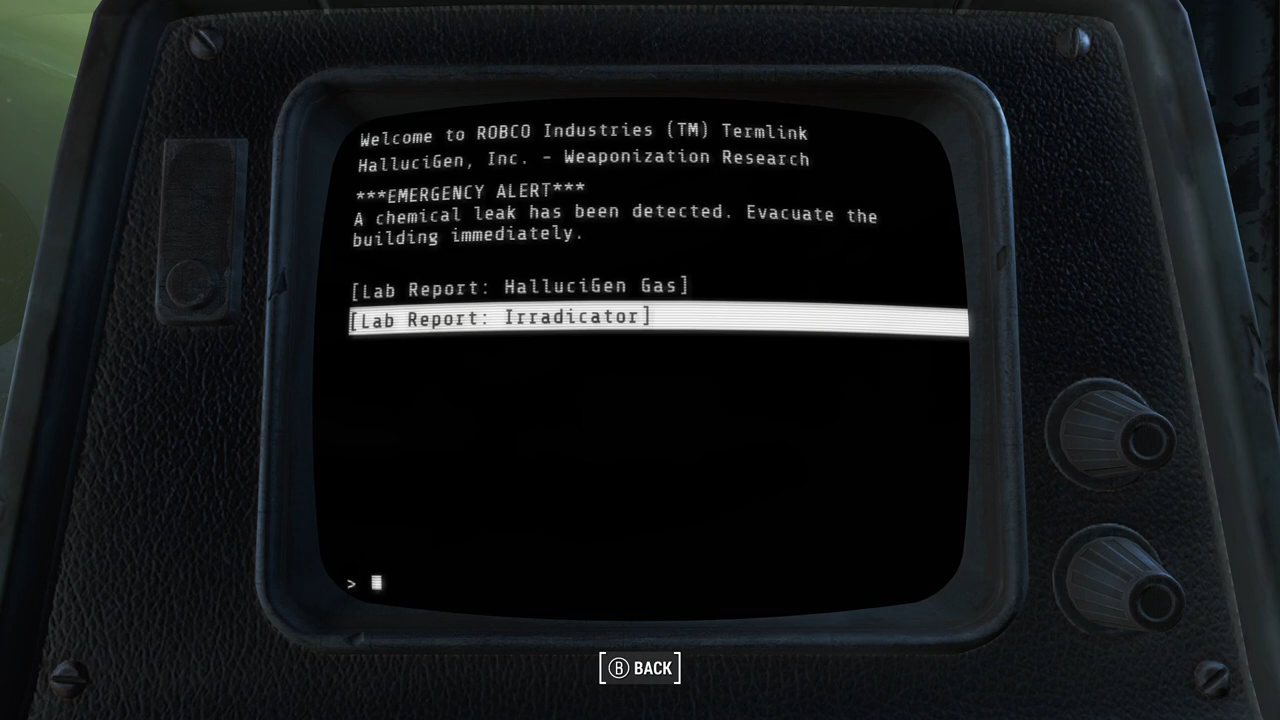 Welcome to ROBCO Industries (TM) Termlink
HalluciGen, Inc. - Weaponization Research
***EMERGENCY ALERT***
A chemical leak has been detected. Evacuate the
building immediately.
[Lab Report: HalluciGen Gas]
[Lab Report: Irradicator]
>
[Ⓑ BACK]